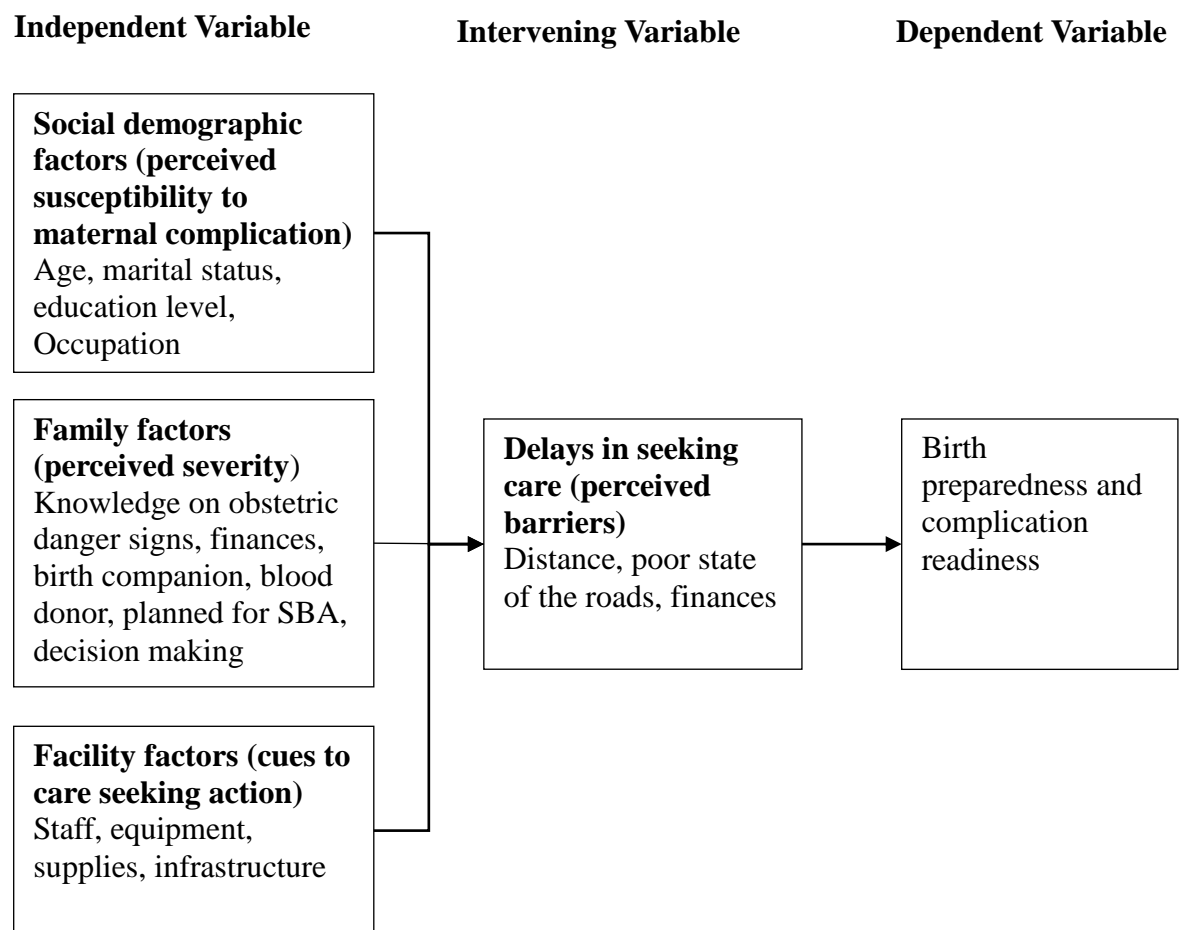 Independent Variable
Intervening Variable
Dependent Variable
Social demographic
factors (perceived
susceptibility to
maternal complication)
Age, marital status,
education level,
Occupation
Family factors
(perceived severity)
Knowledge on obstetric
danger signs, finances,
birth companion, blood
donor, planned for SBA,
decision making
Facility factors (cues to
care seeking action)
Staff, equipment,
supplies, infrastructure
Delays in seeking
care (perceived
barriers)
Distance, poor state
of the roads, finances
Birth
preparedness and
complication
readiness